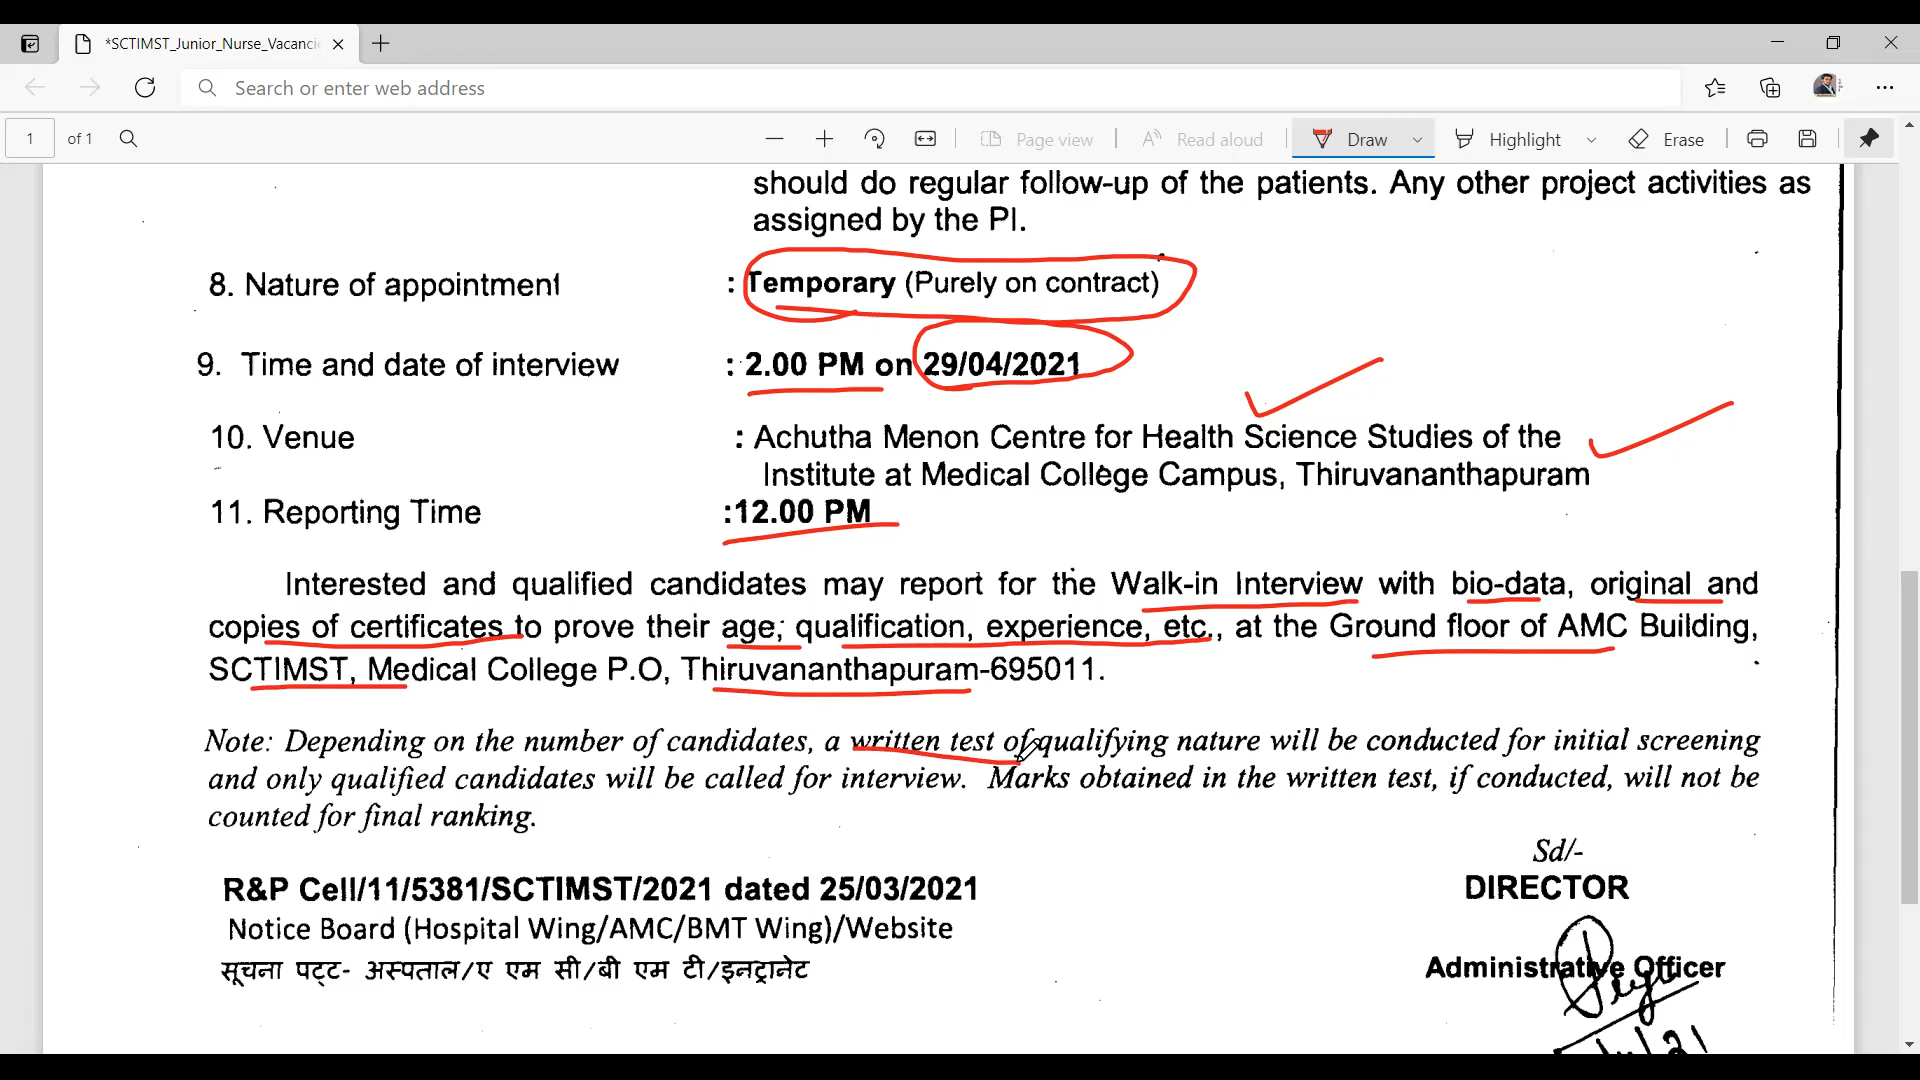 *SCTIMST_Junior_Nurse_Vacanci
Search or enter web address
1 of 1 Page view Read aloud Draw Highlight Erase
should do regular follow-up of the patients. Any other project activities as
assigned by the PI.
8. Nature of appointment : Temporary (Purely on contract)
9. Time and date of interview : 2.00 PM on 29/04/2021
10. Venue : Achutha Menon Centre for Health Science Studies of the
Institute at Medical College Campus, Thiruvananthapuram
11. Reporting Time :12.00 PM
Interested and qualified candidates may report for the Walk-in Interview with bio-data, original and
copies of certificates to prove their age, qualification, experience, etc., at the Ground floor of AMC Building,
SCTIMST, Medical College P.O, Thiruvananthapuram-695011.
Note: Depending on the number of candidates, a written test of qualifying nature will be conducted for initial screening
and only qualified candidates will be called for interview. Marks obtained in the written test, if conducted, will not be
counted for final ranking.
Sd/-
R&P Cell/11/5381/SCTIMST/2021 dated 25/03/2021 DIRECTOR
Notice Board (Hospital Wing/AMC/BMT Wing)/Website
सूचना पट्ट- अस्पताल/ए एम सी/बी एम टी/इनट्रानेट Administrative Officer